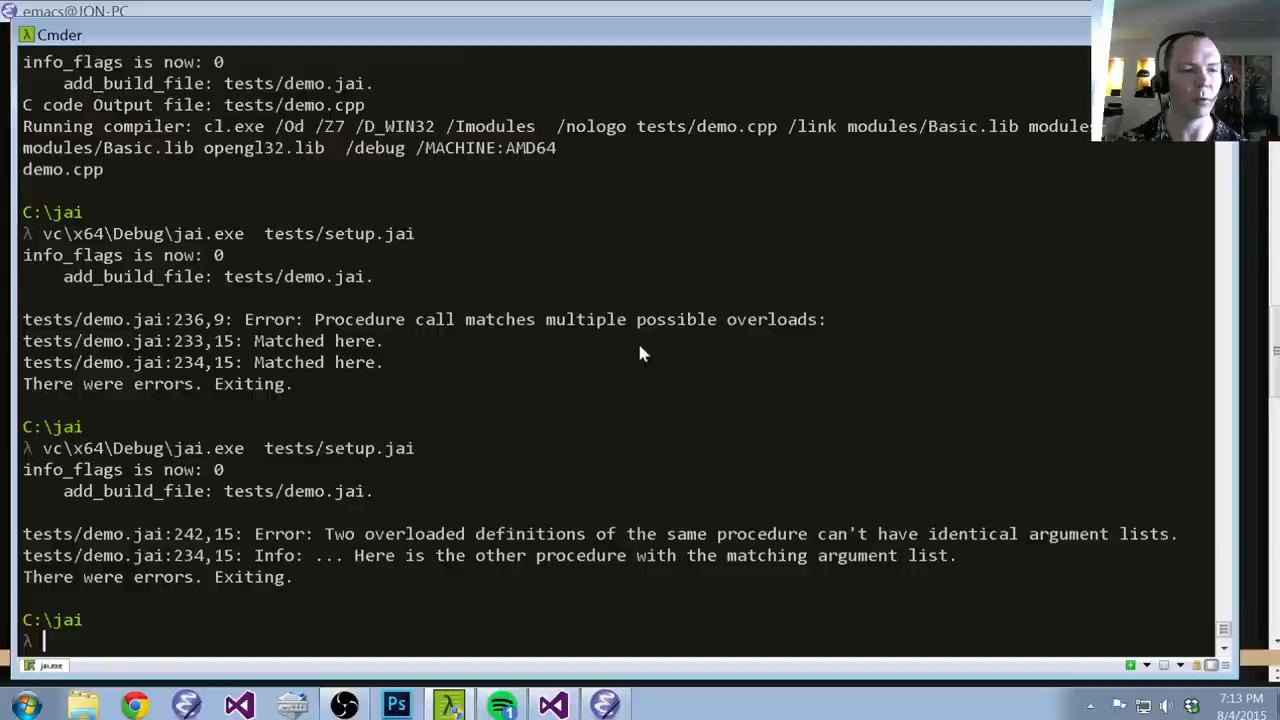 emacs@JON-PC
λ Cmder
info_flags is now: 0
add_build_file: tests/demo.jai.
C code Output file: tests/demo.cpp
Running compiler: cl.exe /Od /Z7 /D_WIN32 /Imodules /nologo tests/demo.cpp /link modules/Basic.lib modules
modules/Basic.lib opengl32.lib /debug /MACHINE:AMD64
demo.cpp
C:\jai
λ vc\x64\Debug\jai.exe tests/setup.jai
info_flags is now: 0
add_build_file: tests/demo.jai.
tests/demo.jai:236,9: Error: Procedure call matches multiple possible overloads:
tests/demo.jai:233,15: Matched here.
tests/demo.jai:234,15: Matched here.
There were errors. Exiting.
C:\jai
λ vc\x64\Debug\jai.exe tests/setup.jai
info_flags is now: 0
add_build_file: tests/demo.jai.
tests/demo.jai:242,15: Error: Two overloaded definitions of the same procedure can't have identical argument lists.
tests/demo.jai:234,15: Info: ... Here is the other procedure with the matching argument list.
There were errors. Exiting.
C:\jai
λ
jai.exe
Ps
λ
1
7:13 PM
8/4/2015